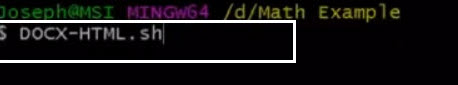 Joseph@MSI MINGW64 /d/Math Example
$ DOCX-HTML.sh